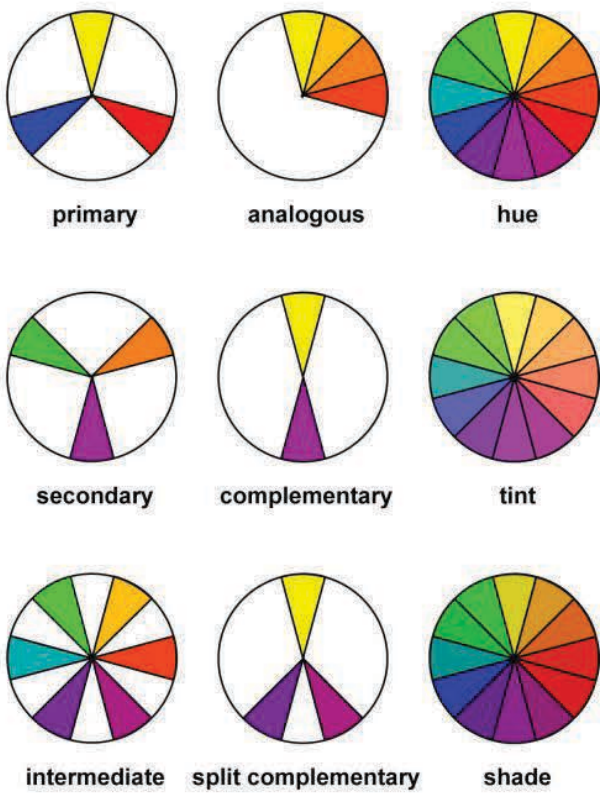 primary
analogous
hue
secondary
complementary
tint
intermediate
split complementary
shade